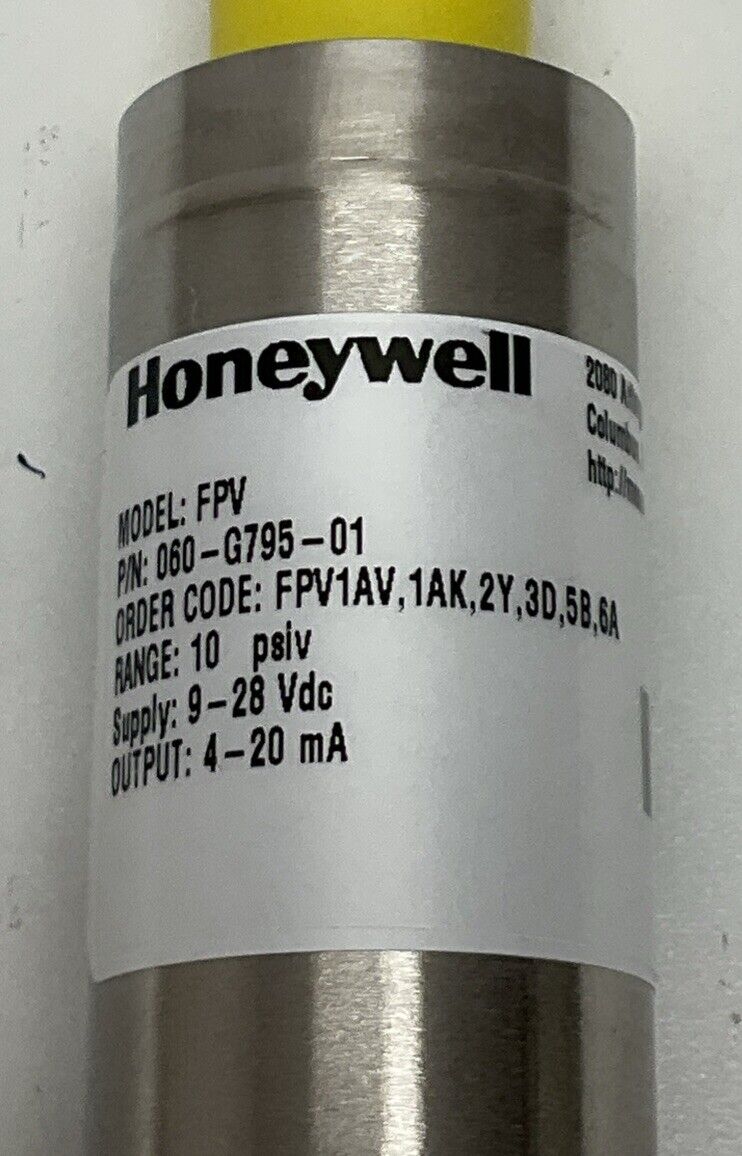 Honeywell
2080
MODEL: FPV
P/N: 060-G795-01
ORDER CODE: FPV1AV,1AK,2Y,3D,5B,6A
RANGE: 10 psiv
Supply: 9-28 Vdc
OUTPUT: 4-20 mA